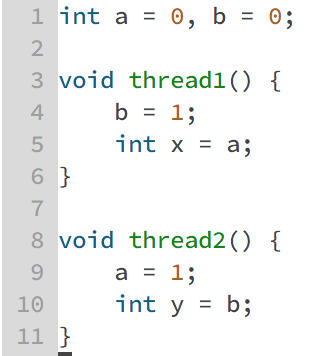 1 int a = 0, b = 0;
2
3 void thread1() {
4     b = 1;
5     int x = a;
6 }
7
8 void thread2() {
9     a = 1;
10     int y = b;
11 }